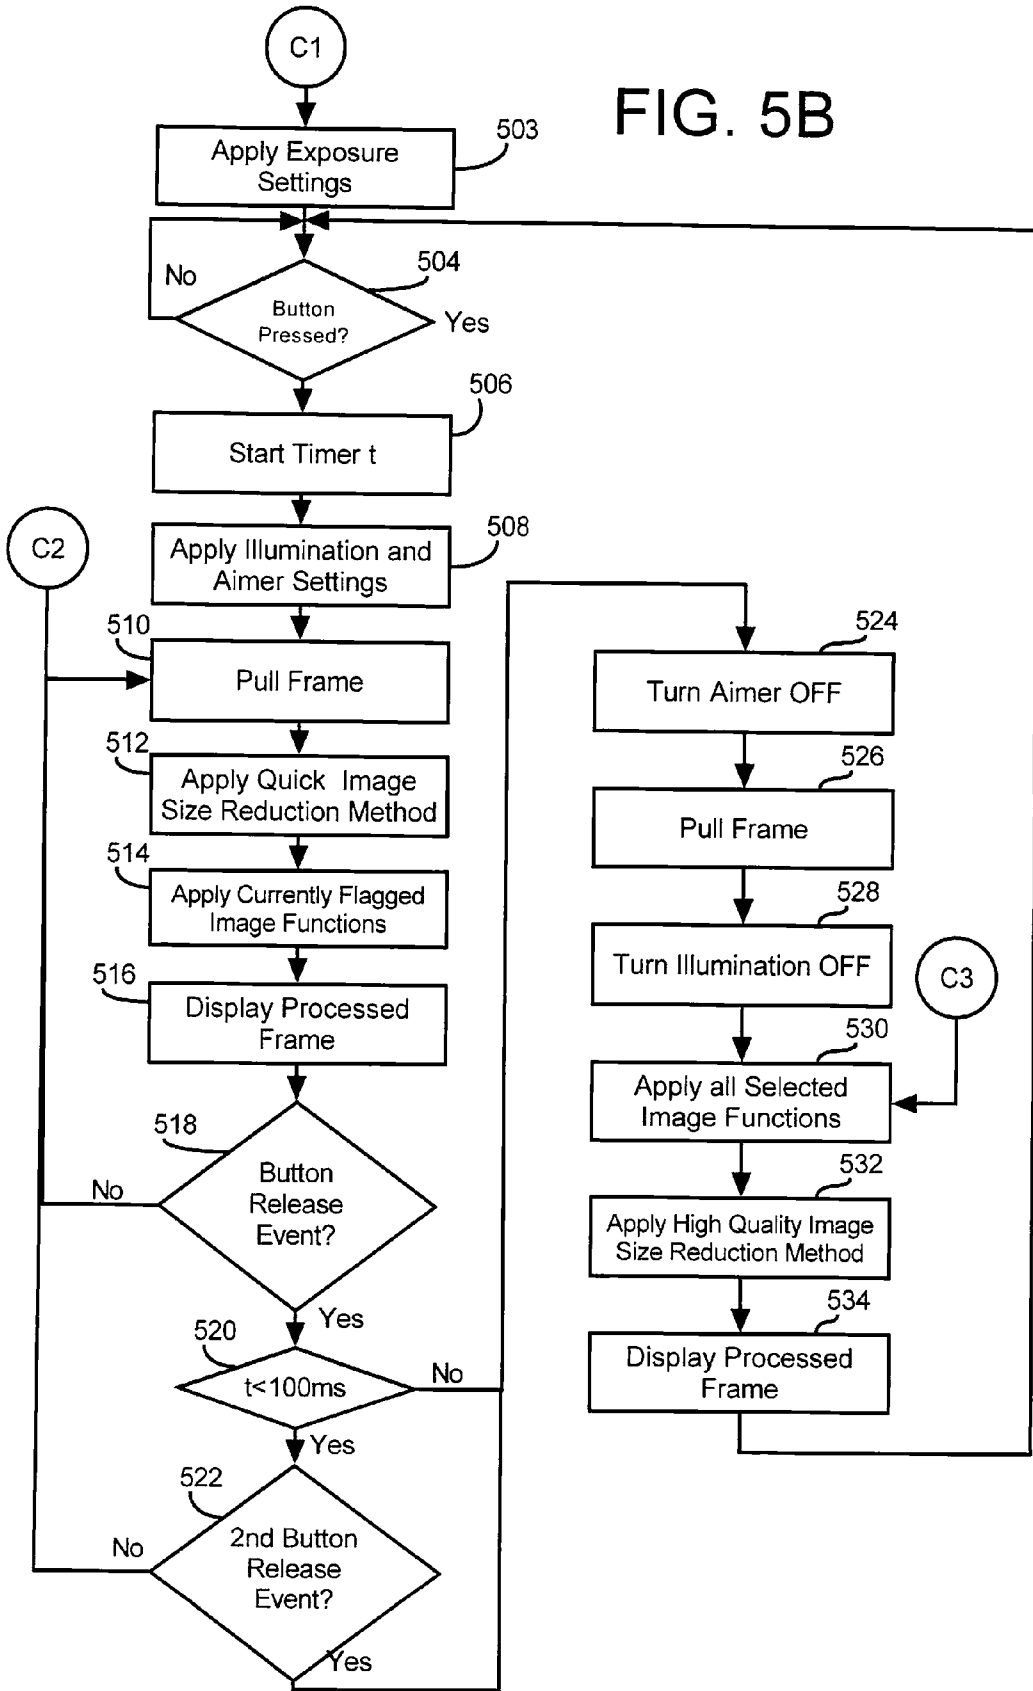 C1
FIG. 5B
503
Apply Exposure
Settings
504
No
Button
Pressed?
Yes
506
Start Timer t
C2
508
Apply Illumination and
Aimer Settings
510
Pull Frame
512
Apply Quick Image
Size Reduction Method
514
Apply Currently Flagged
Image Functions
516
Display Processed
Frame
518
Button
Release
Event?
No
Yes
520
t<100ms
No
Yes
522
2nd Button
Release
Event?
No
Yes
524
Turn Aimer OFF
526
Pull Frame
528
Turn Illumination OFF
C3
530
Apply all Selected
Image Functions
532
Apply High Quality Image
Size Reduction Method
534
Display Processed
Frame